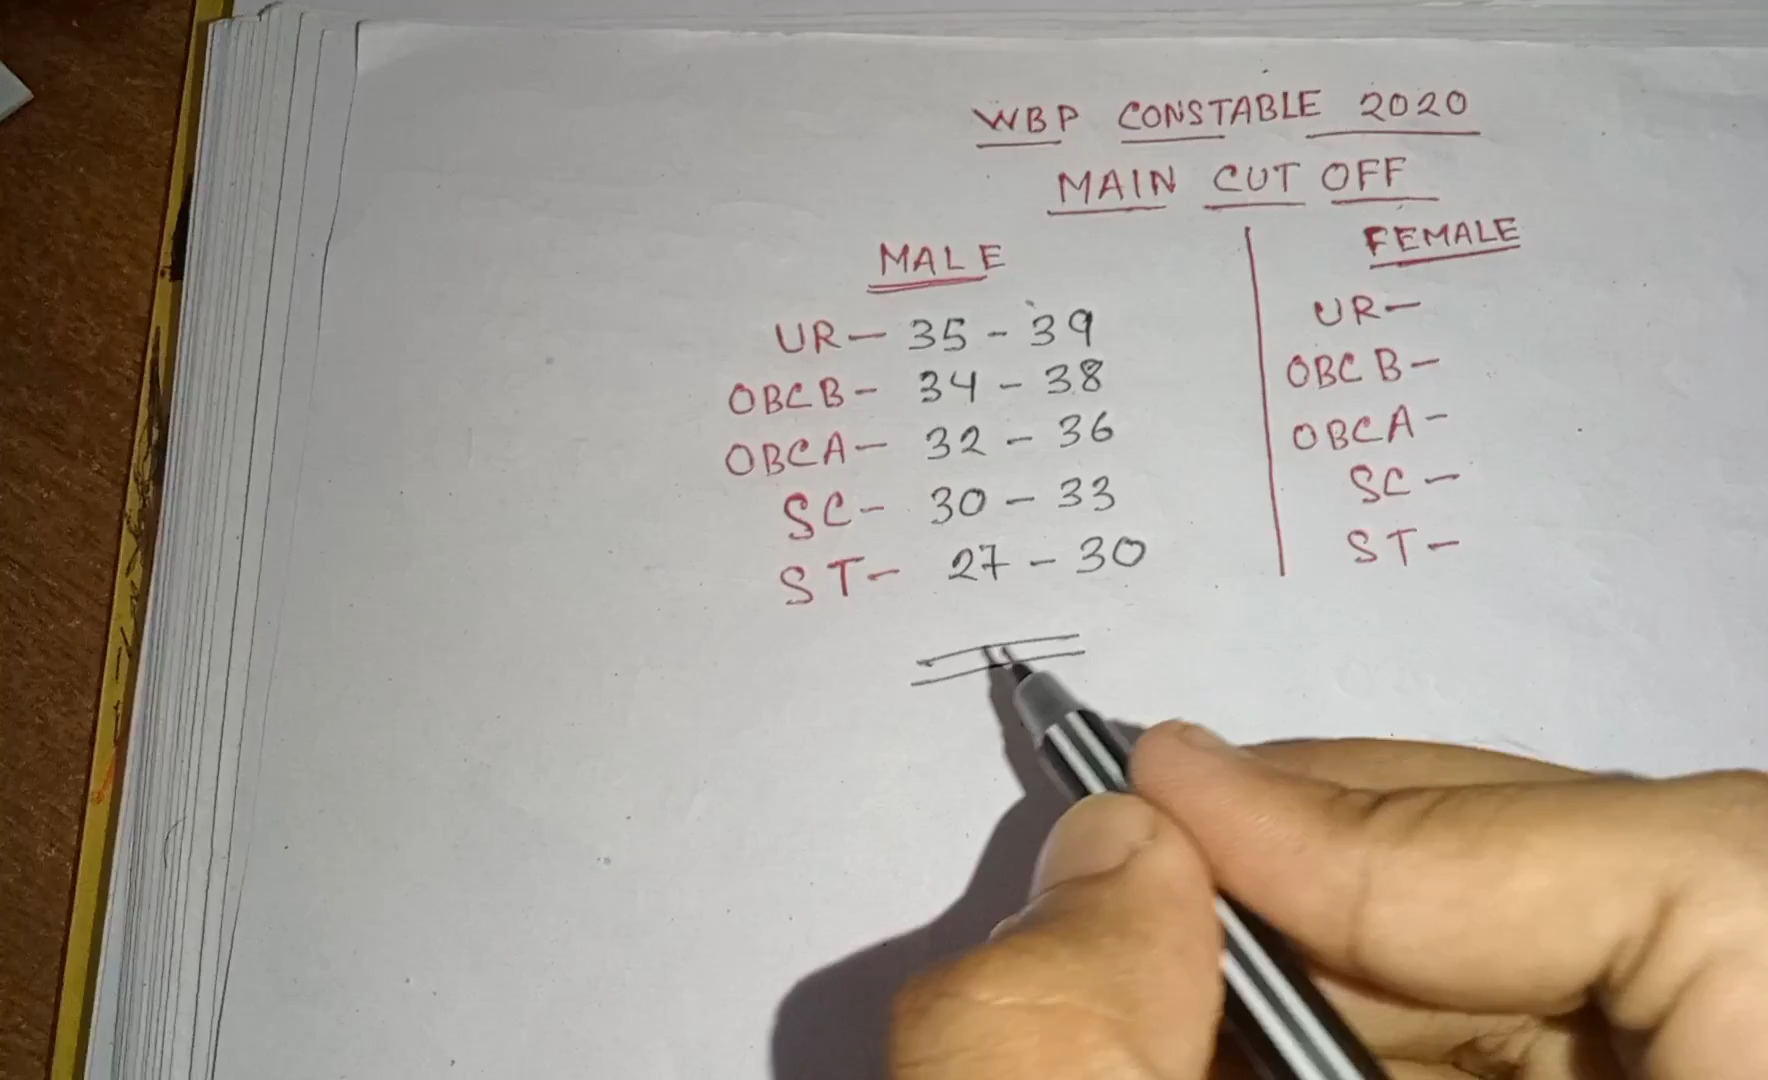 WBP CONSTABLE 2020
MAIN CUT OFF
MALE
UR- 35-39
OBCB- 34-38
OBCA- 32-36
SC- 30-33
ST- 27-30
FEMALE
UR-
OBCB-
OBCA-
SC-
ST-